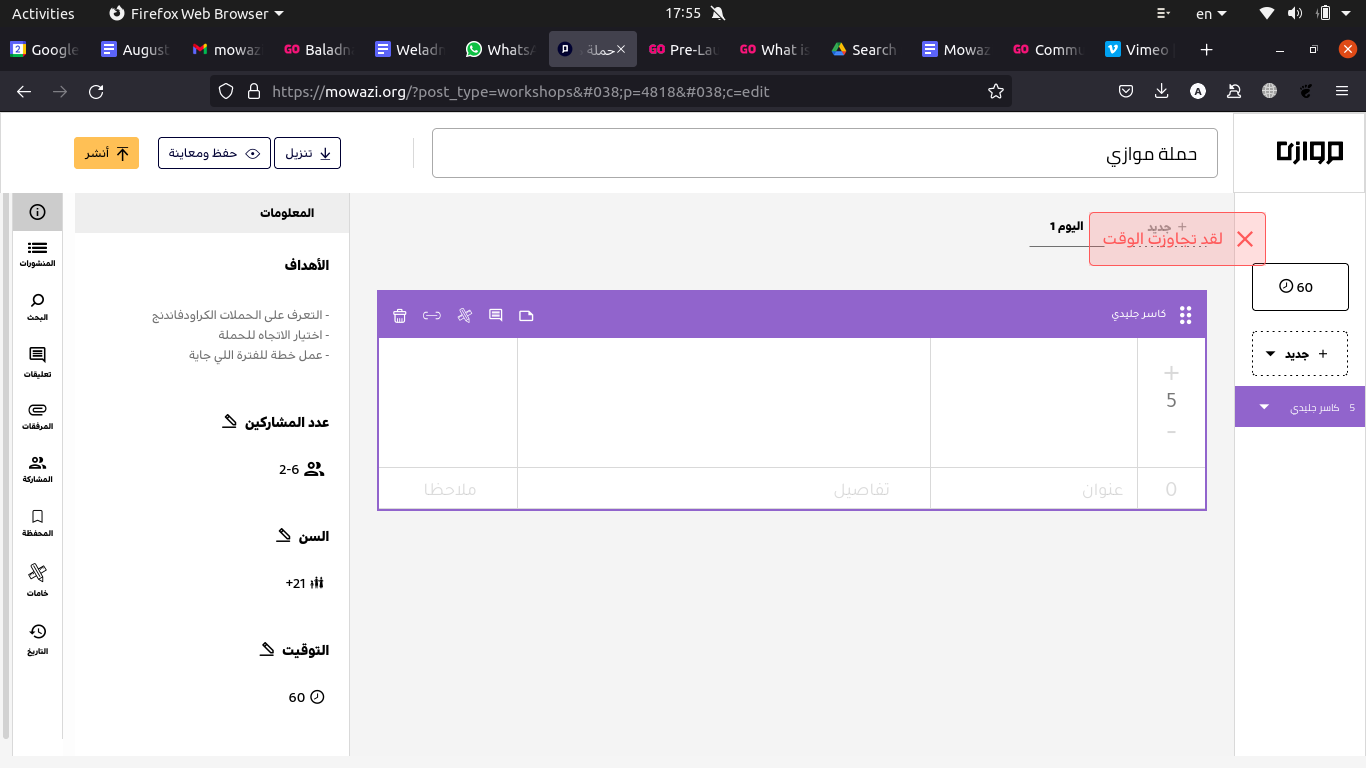 Activities
Firefox Web Browser
17:55
en
Google
August
mowaz
Baladna
Weladn
WhatsA
حملة
Pre-Lau
What is
Search
Mowaz
Commu
Vimeo
https://mowazi.org/?post_type=workshops&#038;p=4818&#038;c=edit
موازي
حملة موازي
تنزيل
حفظ ومعاينة
أنشر
جديد
اليوم 1
لقد تجاوزت الوقت
60
+ جديد
5 كاسر جليدي
كاسر جليدي
+
5
-
0
عنوان
تفاصيل
ملاحظا
المعلومات
الأهداف
- التعرف على الحملات الكراودفاندنج
- اختيار الاتجاه للحملة
- عمل خطة للفترة اللي جاية
عدد المشاركين
2-6
السن
+21
التوقيت
60
المنشورات
البحث
تعليقات
المرفقات
المشاركة
المحفظة
خامات
التاريخ